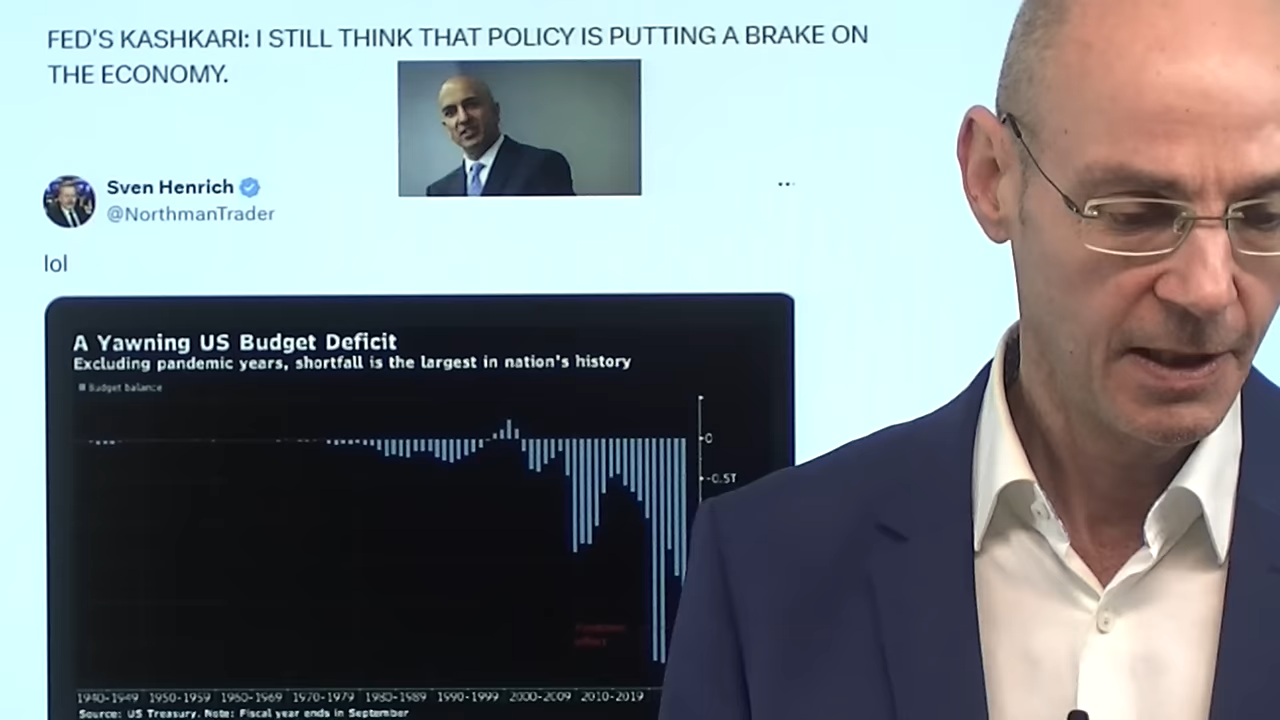 FED'S KASHKARI: I STILL THINK THAT POLICY IS PUTTING A BRAKE ON
THE ECONOMY.
Sven Henrich
@NorthmanTrader
lol
A Yawning US Budget Deficit
Excluding pandemic years, shortfall is the largest in nation's history
Budget balance
0
-0.5T
1940-1949 1950-1959 1960-1969 1970-1979 1980-1989 1990-1999 2000-2009 2010-2019
Source: US Treasury. Note: Fiscal year ends in September